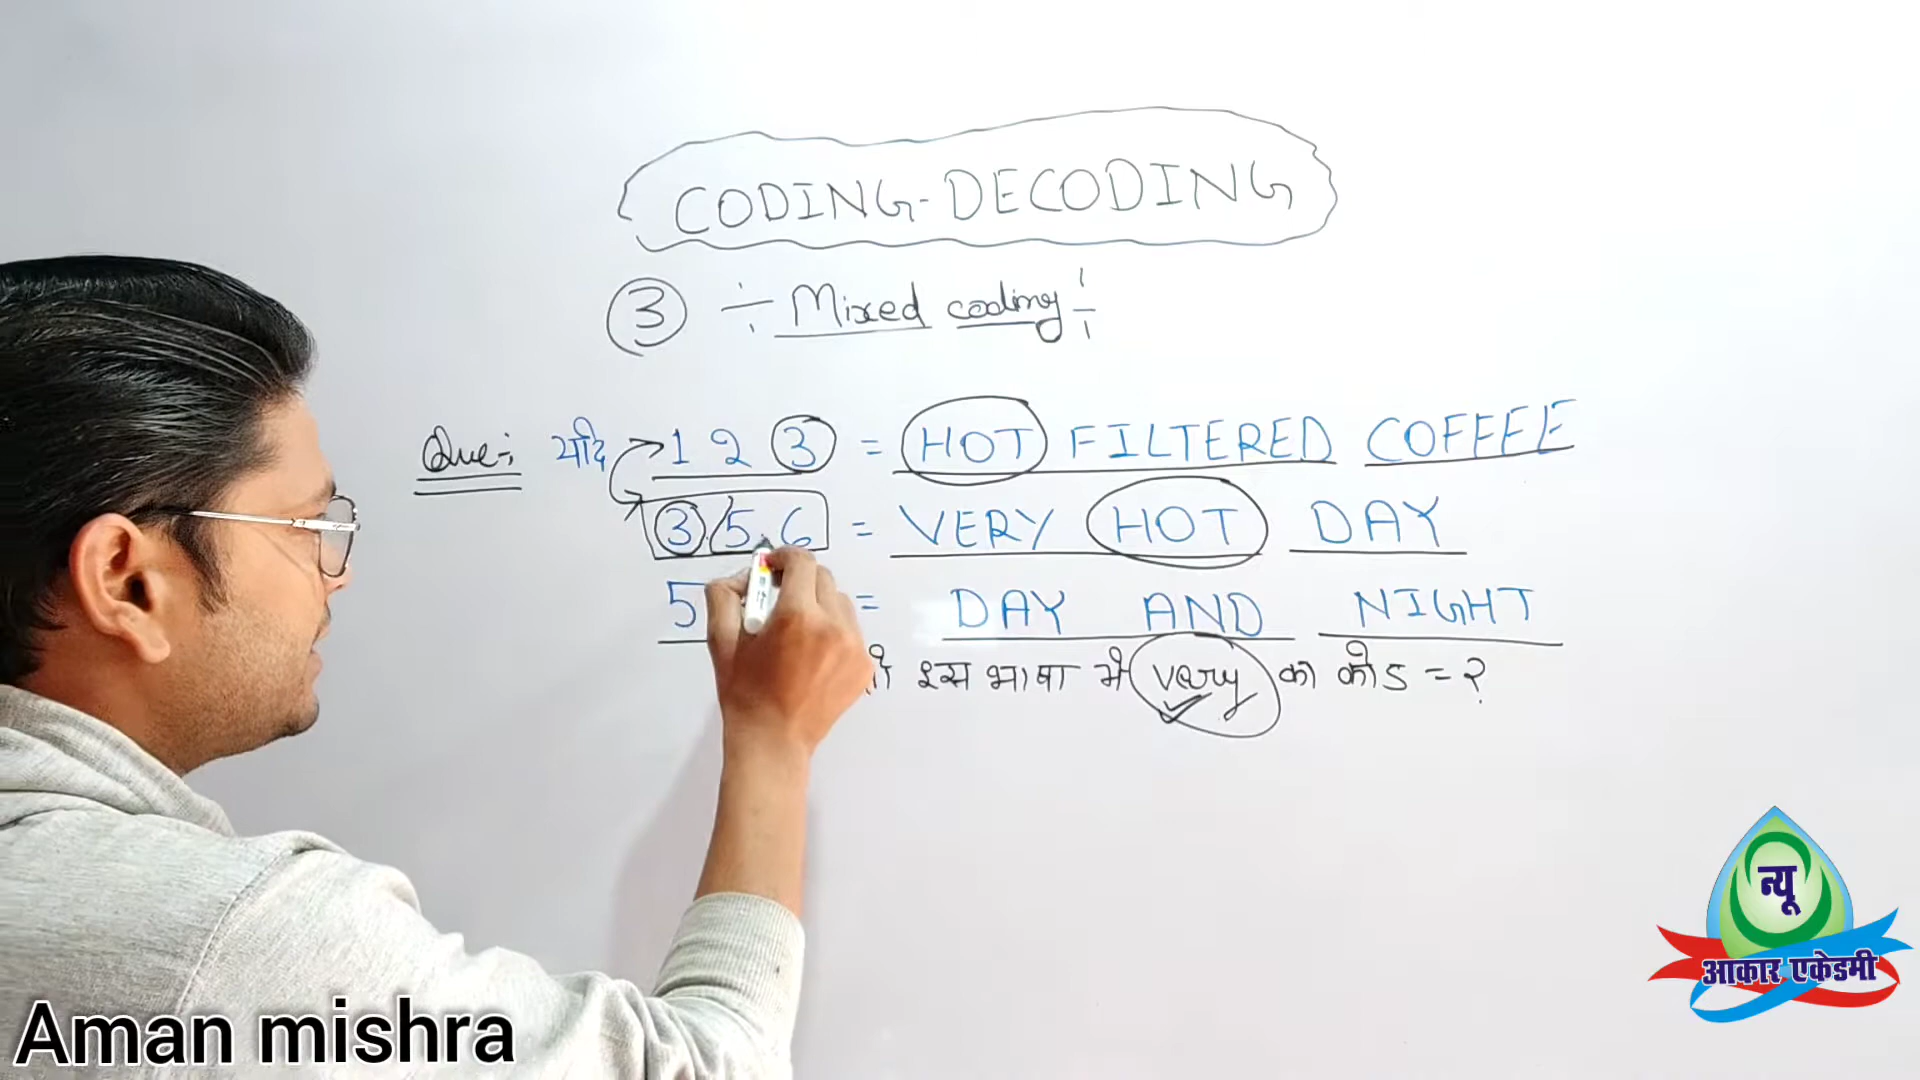 CODING-DECODING
3 ÷ Mixed coding ÷
Que:- यदि 1 2 3 = HOT FILTERED COFFEE
3 5 6 = VERY HOT DAY
5 = DAY AND NIGHT
इस भाषा मे very का कोड = ?
न्यू
आकार एकेडमी
Aman mishra